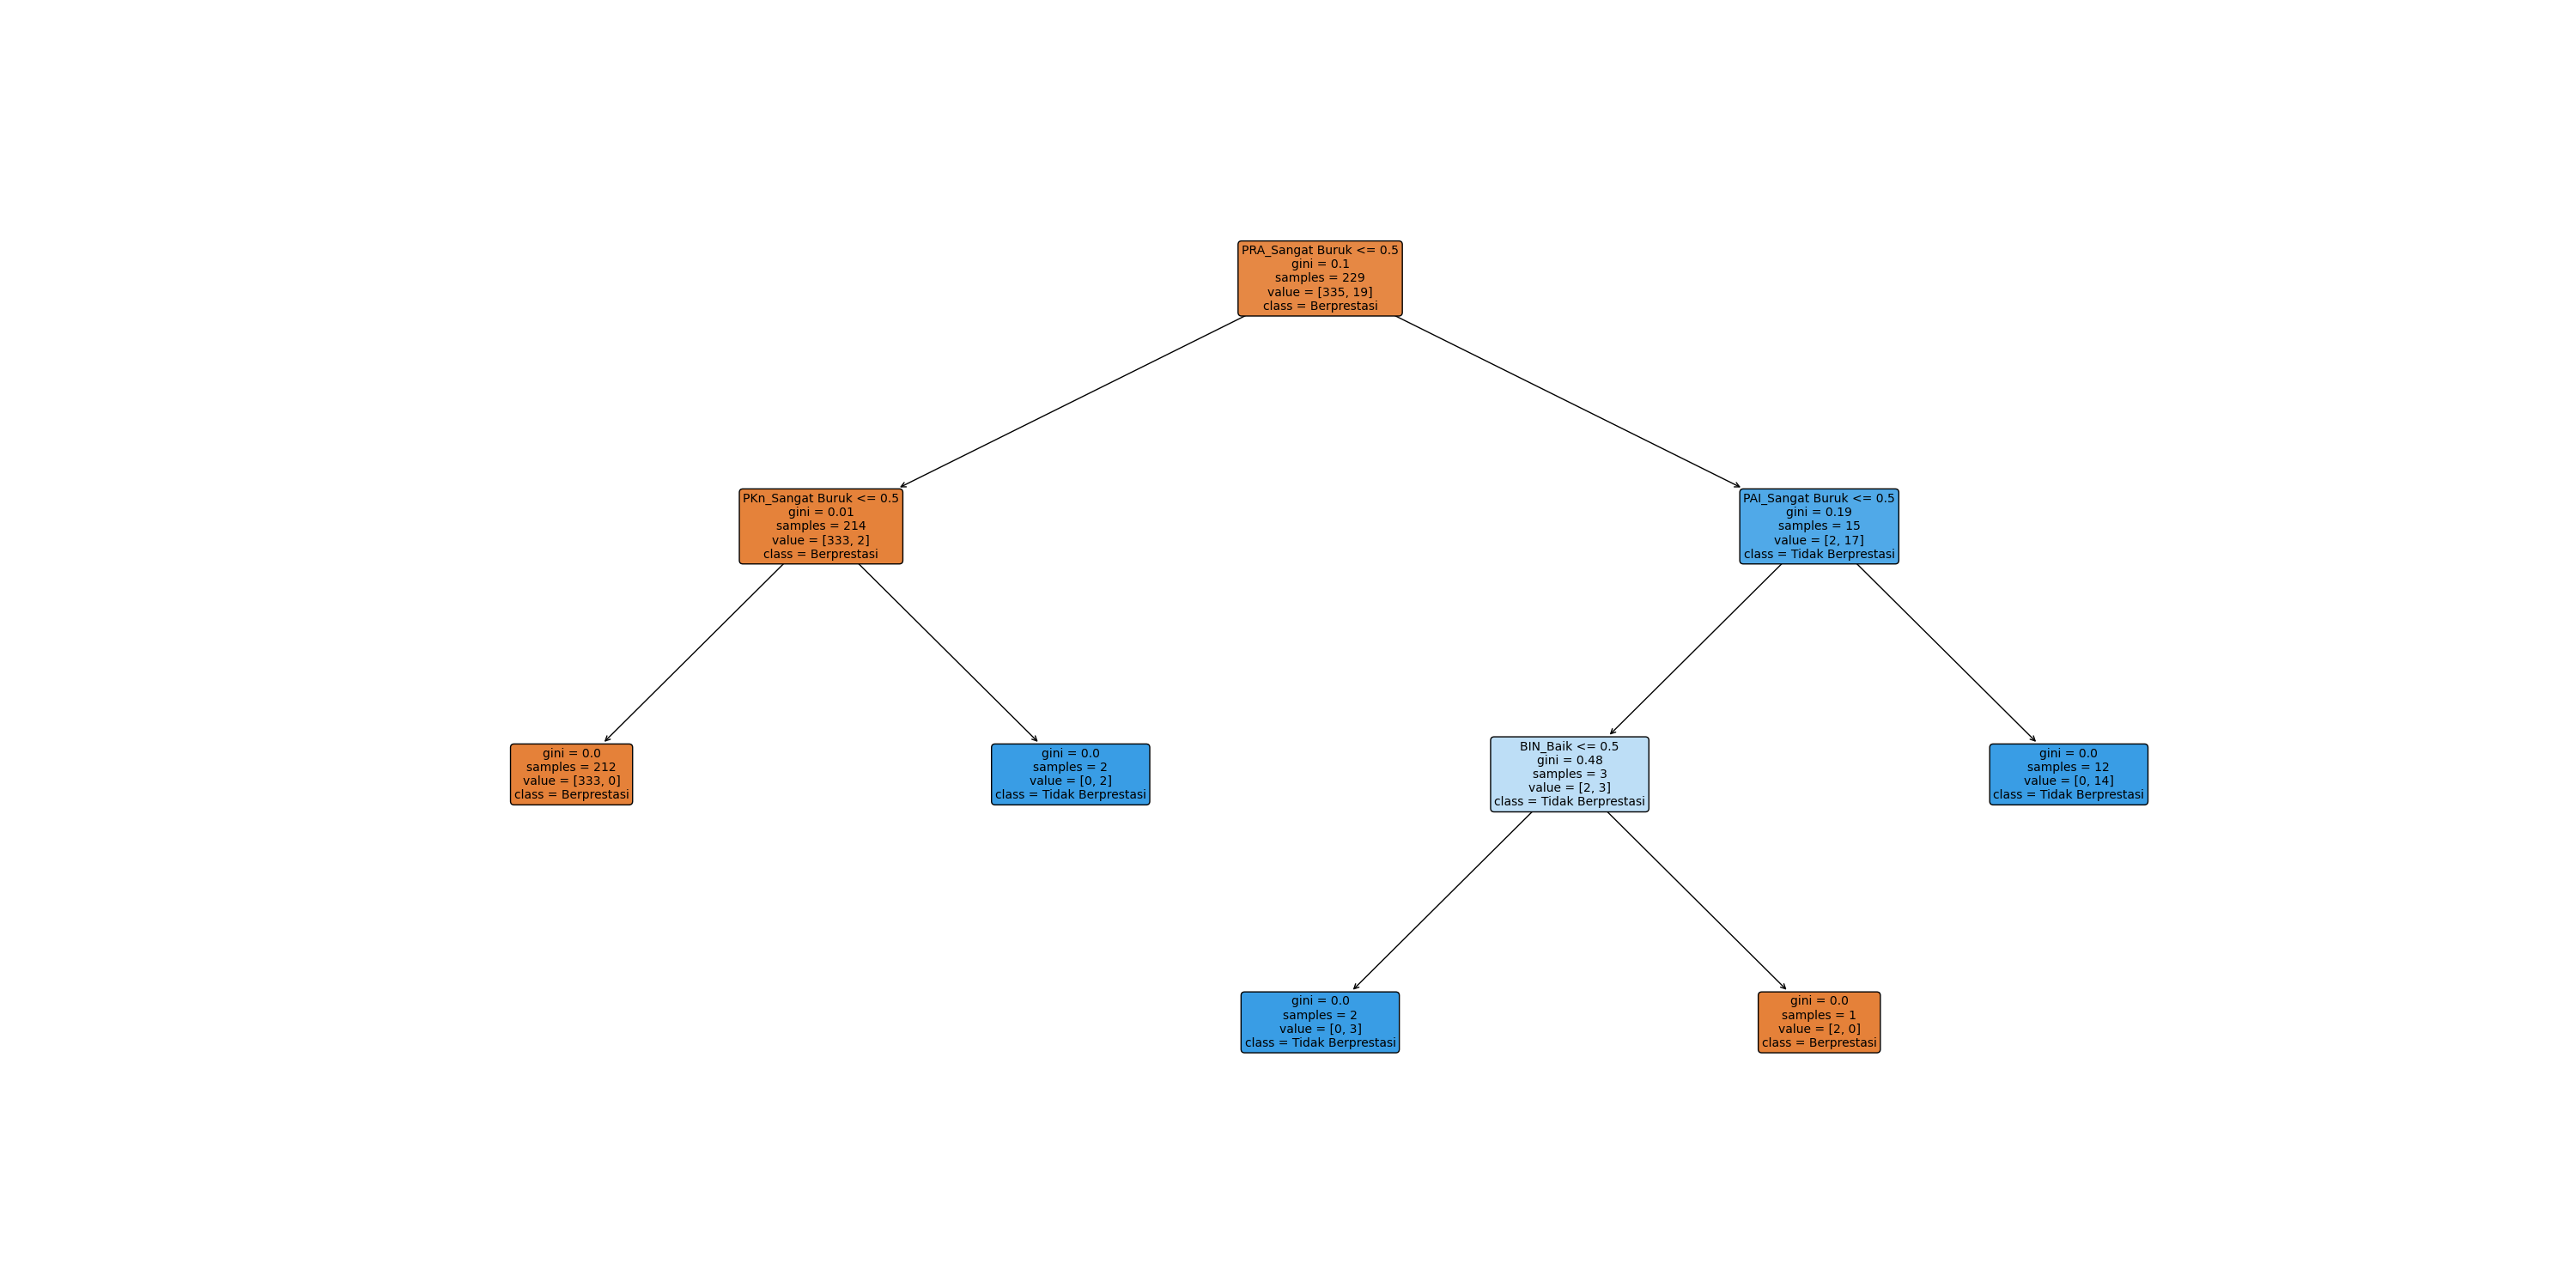 PRA_Sangat Buruk <= 0.5
gini = 0.1
samples = 229
value = [335, 19]
class = Berprestasi
PKn_Sangat Buruk <= 0.5
gini = 0.01
samples = 214
value = [333, 2]
class = Berprestasi
PAI_Sangat Buruk <= 0.5
gini = 0.19
samples = 15
value = [2, 17]
class = Tidak Berprestasi
gini = 0.0
samples = 212
value = [333, 0]
class = Berprestasi
gini = 0.0
samples = 2
value = [0, 2]
class = Tidak Berprestasi
BIN_Baik <= 0.5
gini = 0.48
samples = 3
value = [2, 3]
class = Tidak Berprestasi
gini = 0.0
samples = 12
value = [0, 14]
class = Tidak Berprestasi
gini = 0.0
samples = 2
value = [0, 3]
class = Tidak Berprestasi
gini = 0.0
samples = 1
value = [2, 0]
class = Berprestasi